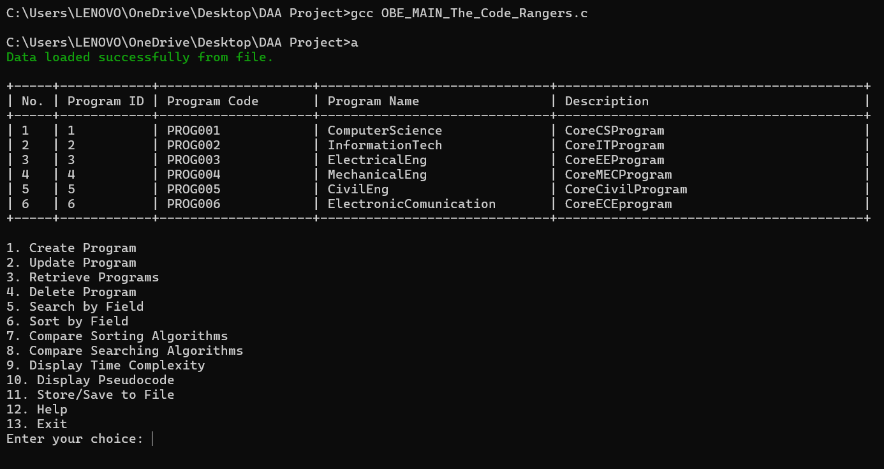 C:\Users\LENOVO\OneDrive\Desktop\DAA Project>gcc OBE_MAIN_The_Code_Rangers.c
C:\Users\LENOVO\OneDrive\Desktop\DAA Project>a
Data loaded successfully from file.
| No. | Program ID | Program Code | Program Name | Description |
| 1 | 1 | PROG001 | ComputerScience | CoreCSProgram |
| 2 | 2 | PROG002 | InformationTech | CoreITProgram |
| 3 | 3 | PROG003 | ElectricalEng | CoreEEProgram |
| 4 | 4 | PROG004 | MechanicalEng | CoreMECProgram |
| 5 | 5 | PROG005 | CivilEng | CoreCivilProgram |
| 6 | 6 | PROG006 | ElectronicComunication | CoreECEprogram |
1. Create Program
2. Update Program
3. Retrieve Programs
4. Delete Program
5. Search by Field
6. Sort by Field
7. Compare Sorting Algorithms
8. Compare Searching Algorithms
9. Display Time Complexity
10. Display Pseudocode
11. Store/Save to File
12. Help
13. Exit
Enter your choice: